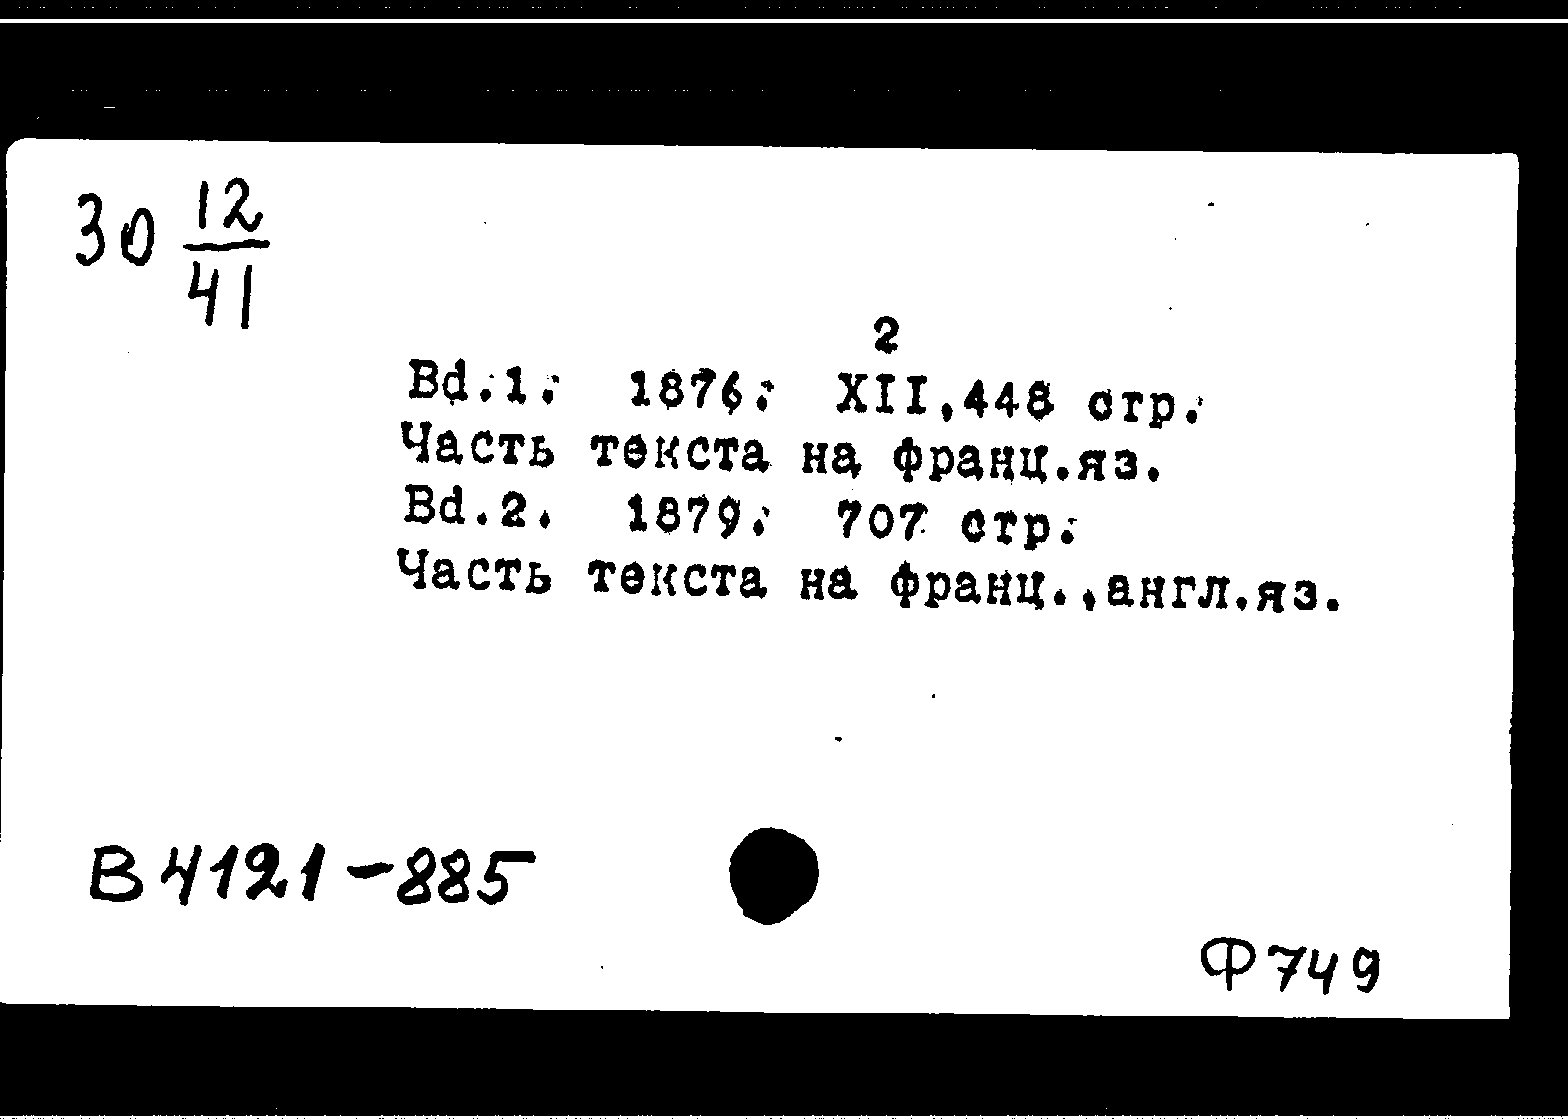 30 12/41
2
Bd.1. 1876. XII,448 стр.
Часть текста на франц.яз.
Bd.2. 1879. 707 стр.
Часть текста на франц.,англ.яз.
В 4121-885
Ф 749